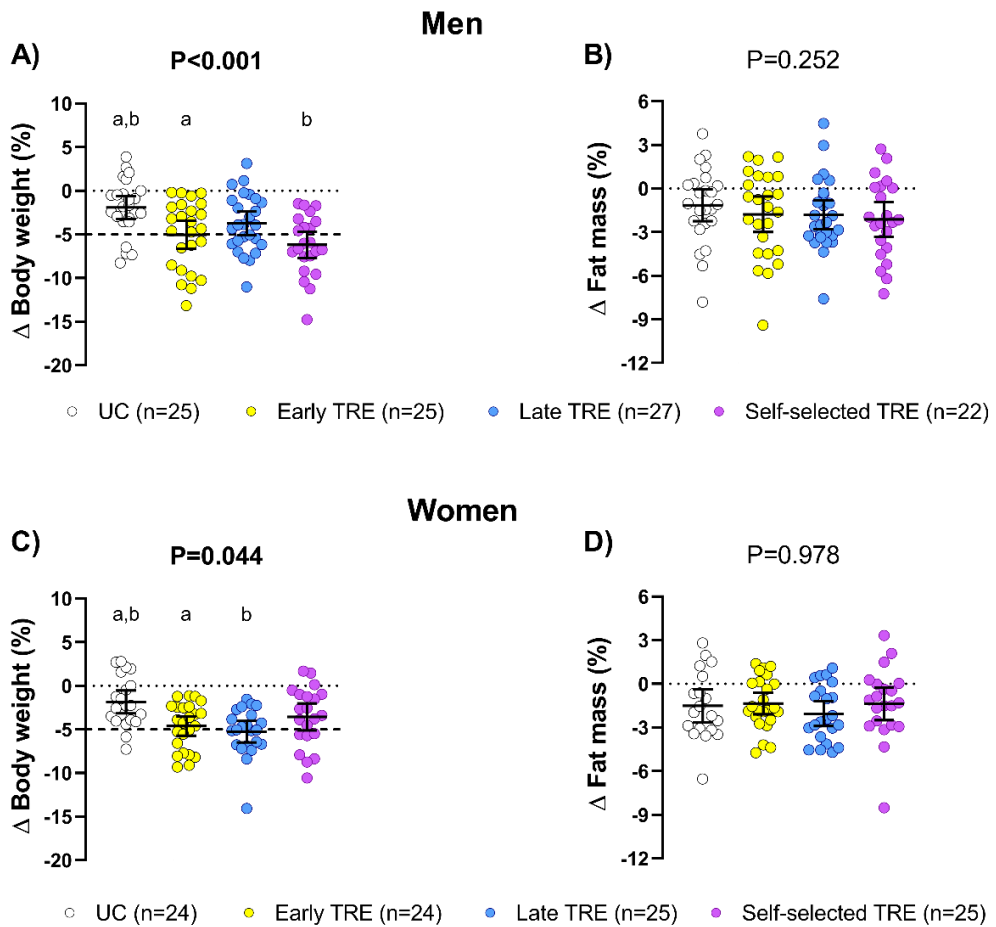 Men
A)
P<0.001
B)
P=0.252
Δ Body weight (%)
10
5
0
-5
-10
-15
-20
a,b
a
b
Δ Fat mass (%)
6
3
0
-3
-6
-9
-12
UC (n=25)
Early TRE (n=25)
Late TRE (n=27)
Self-selected TRE (n=22)
Women
C)
P=0.044
D)
P=0.978
Δ Body weight (%)
10
5
0
-5
-10
-15
-20
a,b
a
b
Δ Fat mass (%)
6
3
0
-3
-6
-9
-12
UC (n=24)
Early TRE (n=24)
Late TRE (n=25)
Self-selected TRE (n=25)